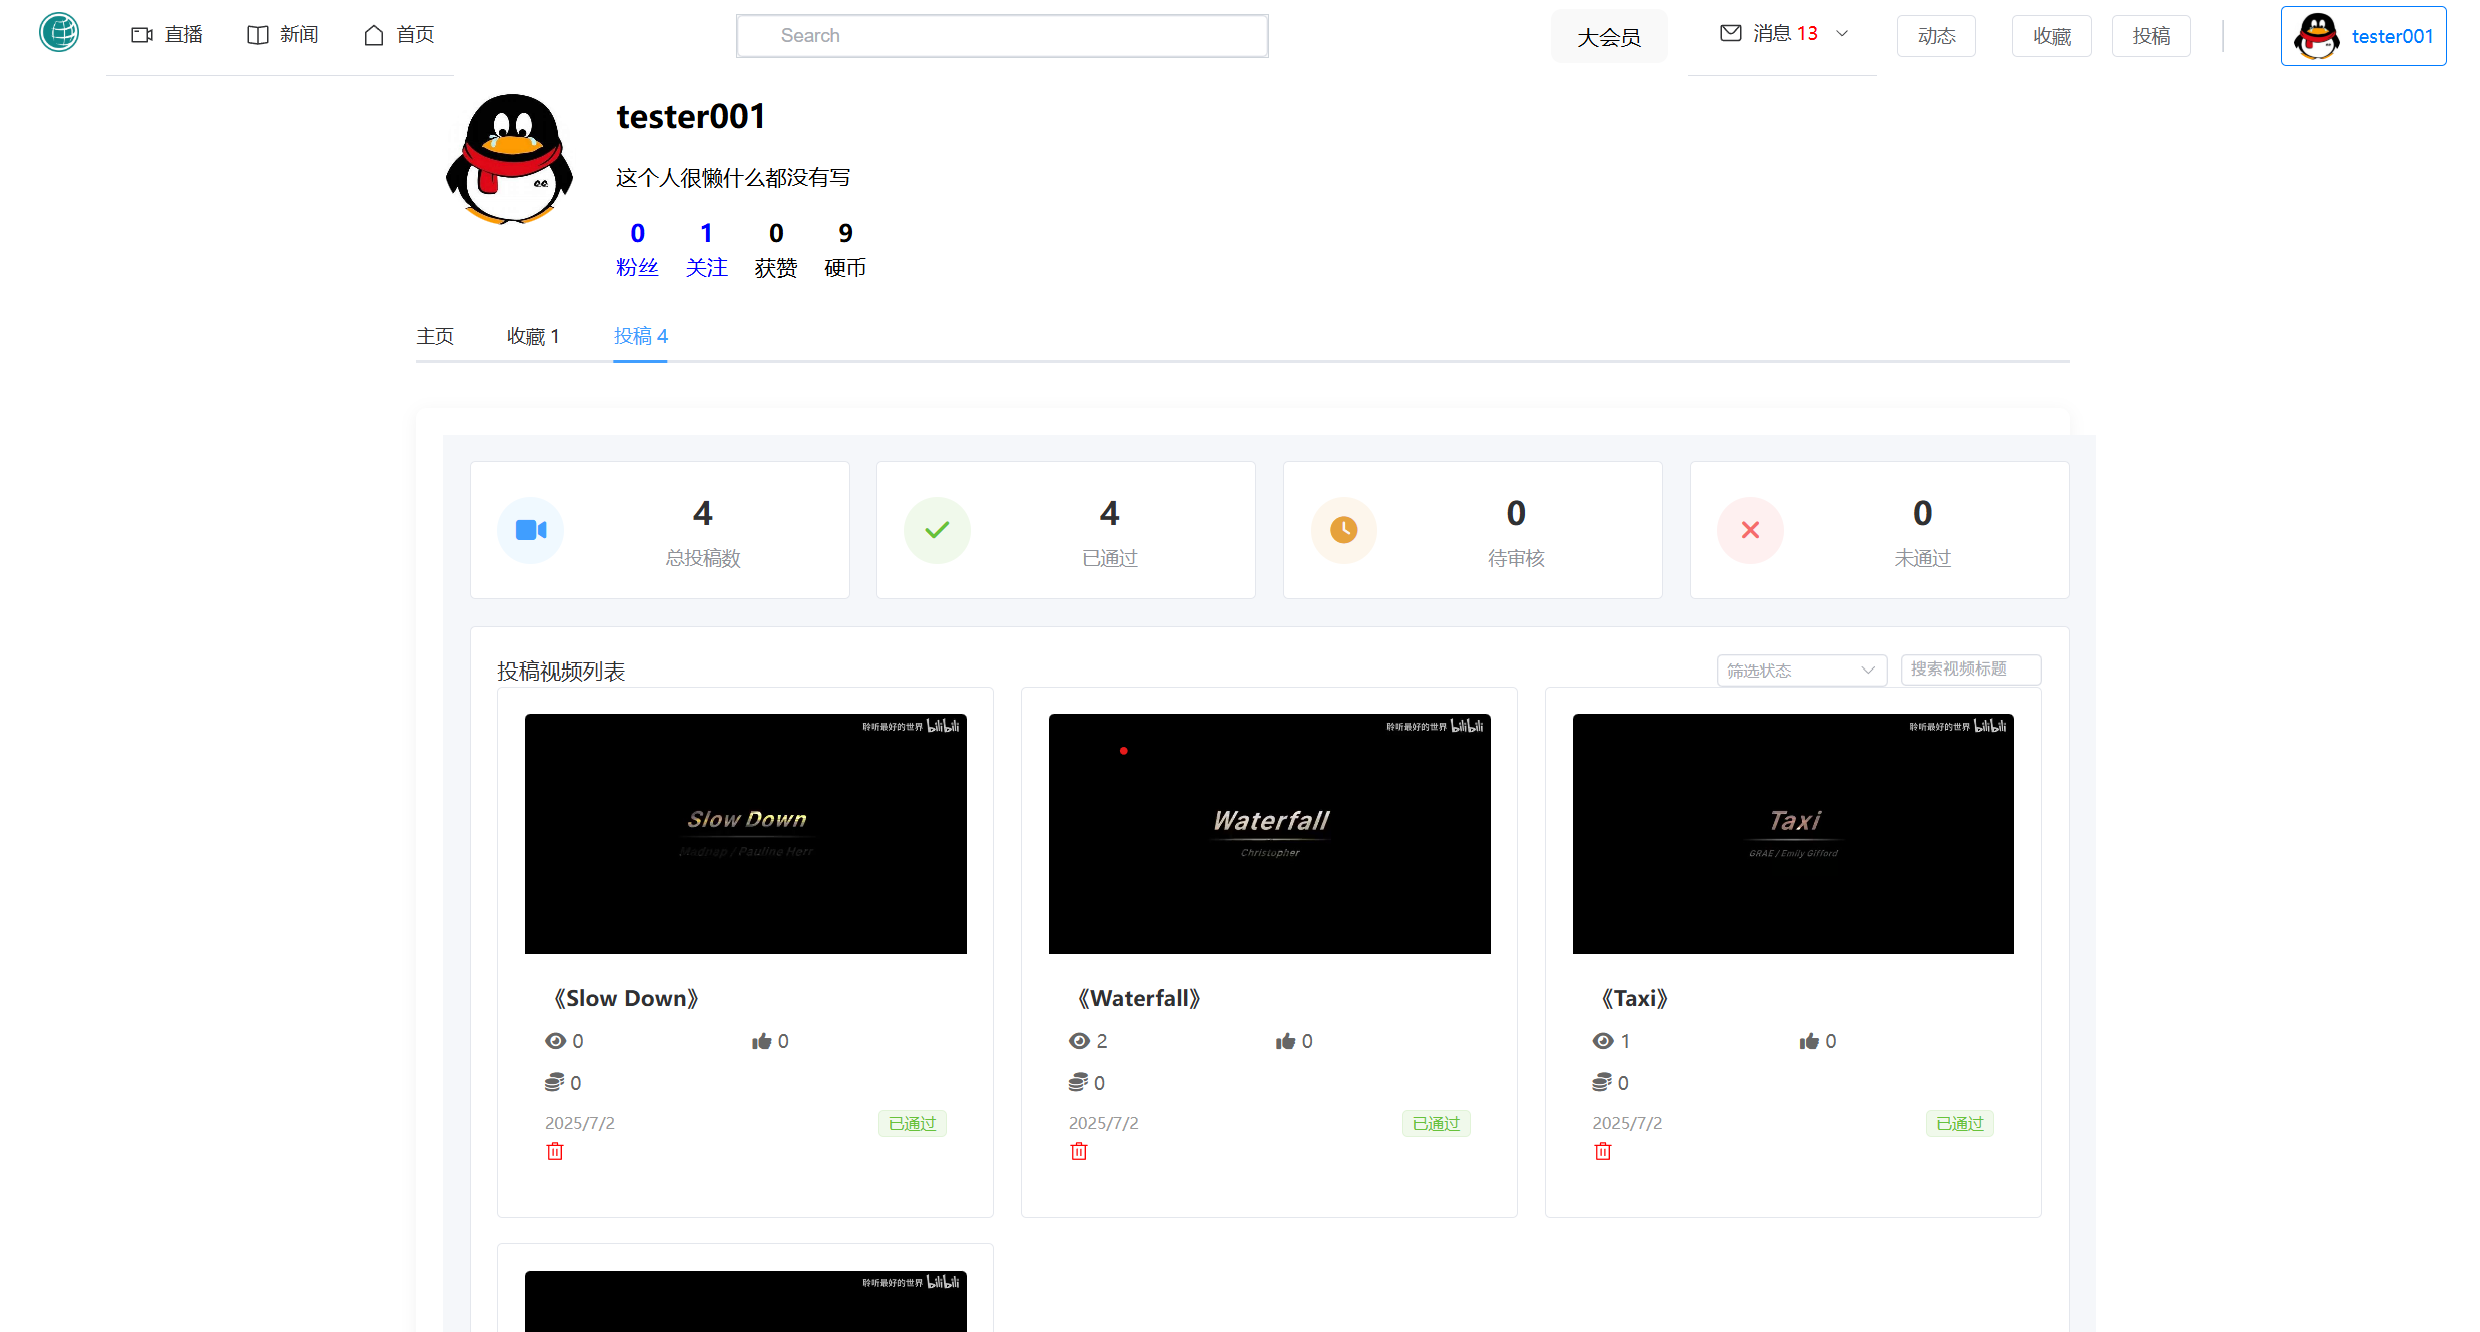 直播 新闻 首页 Search 大会员 消息 13 动态 收藏 投稿 tester001
tester001
这个人很懒什么都没有写
0 1 0 9
粉丝 关注 获赞 硬币
主页 收藏 1 投稿 4
4 4 0 0
总投稿数 已通过 待审核 未通过
投稿视频列表 筛选状态 搜索视频标题
聆听最好的世界 bilibili 聆听最好的世界 bilibili 聆听最好的世界 bilibili
Slow Down Waterfall Taxi
Madnap / Pauline Herr Christopher GRAE / Emily Gifford
《Slow Down》 《Waterfall》 《Taxi》
0 0 2 0 1 0
0 0 0
2025/7/2 已通过 2025/7/2 已通过 2025/7/2 已通过
聆听最好的世界 bilibili